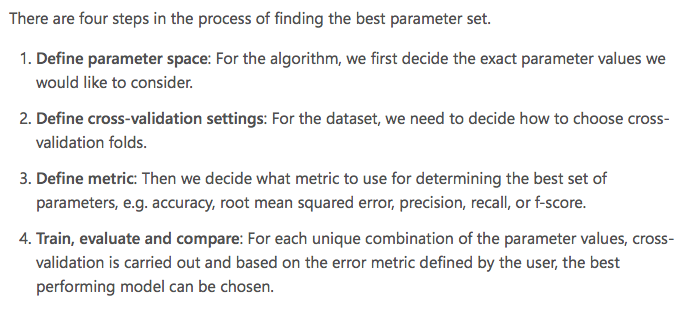 There are four steps in the process of finding the best parameter set.
1. Define parameter space: For the algorithm, we first decide the exact parameter values we
would like to consider.
2. Define cross-validation settings: For the dataset, we need to decide how to choose cross-
validation folds.
3. Define metric: Then we decide what metric to use for determining the best set of
parameters, e.g. accuracy, root mean squared error, precision, recall, or f-score.
4. Train, evaluate and compare: For each unique combination of the parameter values, cross-
validation is carried out and based on the error metric defined by the user, the best
performing model can be chosen.